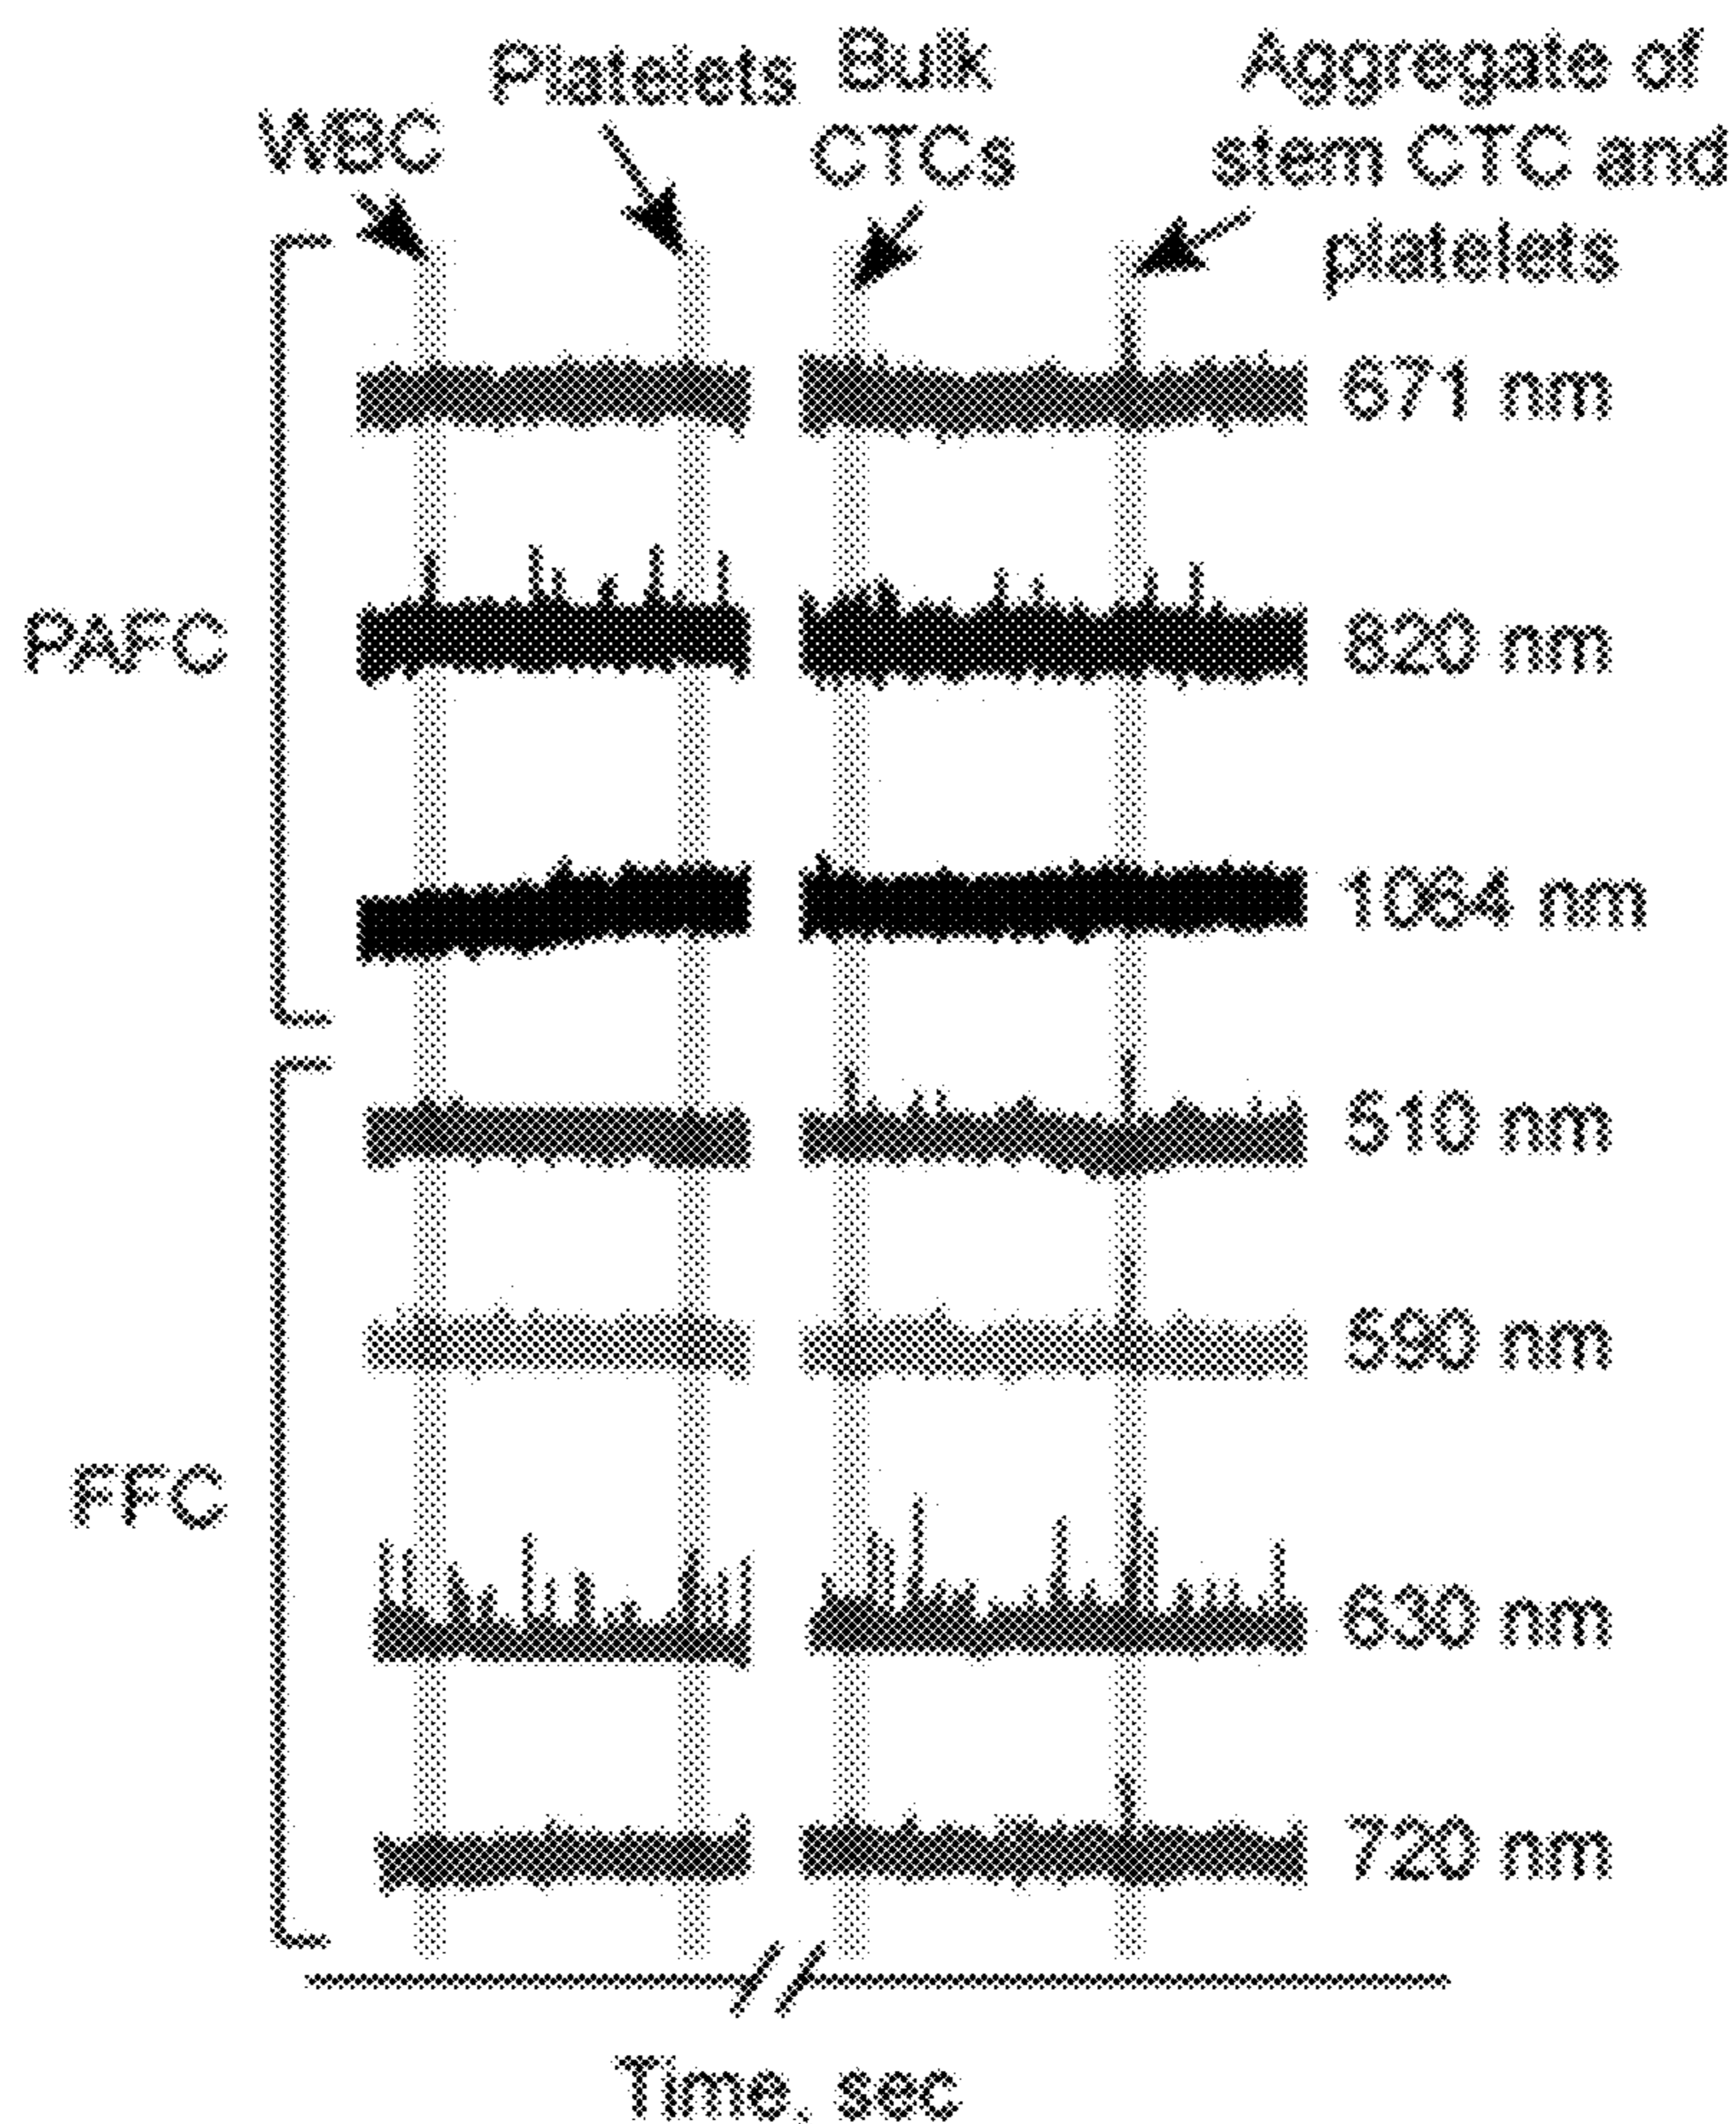 WBC
Platelets
Bulk
CTCs
Aggregate of
stem CTC and
platelets
PAFC
671 nm
820 nm
1064 nm
FFC
510 nm
590 nm
630 nm
720 nm
Time, sec